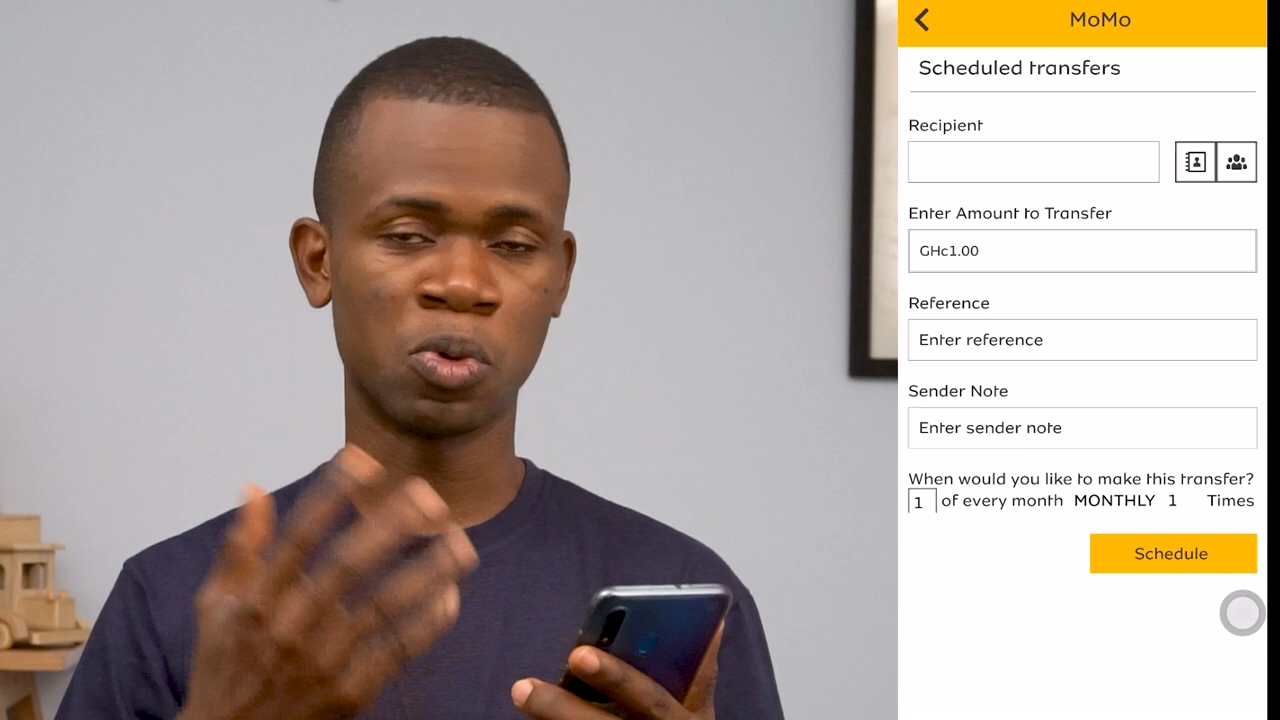 MoMo
Scheduled transfers
Recipient
Enter Amount to Transfer
GHc1.00
Reference
Enter reference
Sender Note
Enter sender note
When would you like to make this transfer?
1 of every month MONTHLY 1 Times
Schedule